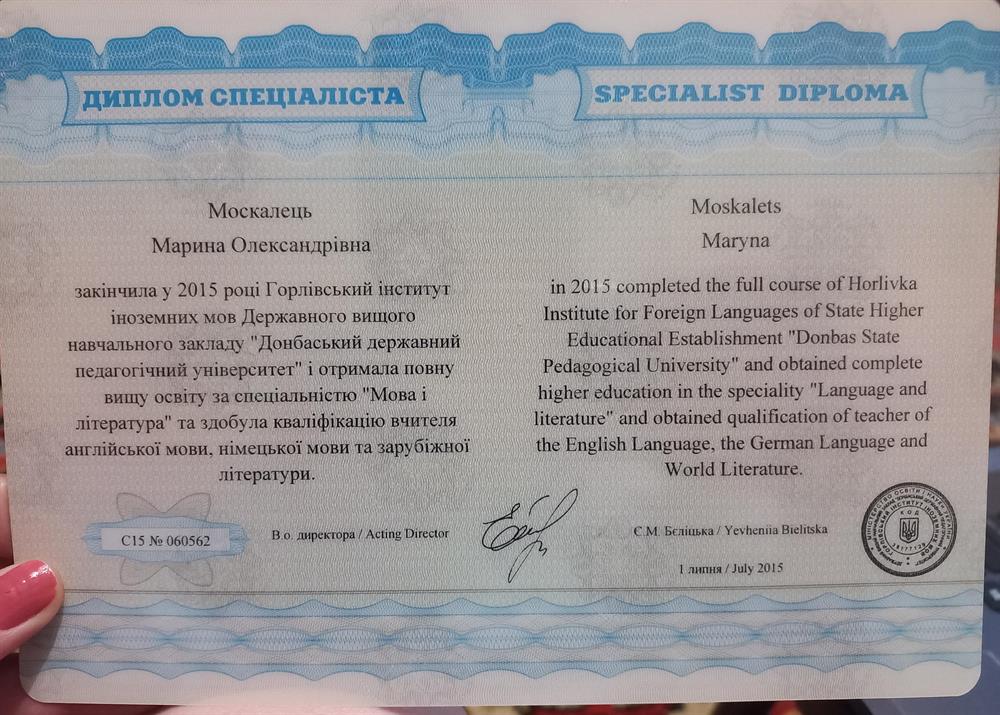 ДИПЛОМ СПЕЦІАЛІСТА
Москалець
Марина Олександрівна
закінчила у 2015 році Горлівський інститут
іноземних мов Державного вищого
навчального закладу "Донбаський державний
педагогічний університет" і отримала повну
вищу освіту за спеціальністю "Мова і
література" та здобула кваліфікацію вчителя
англійської мови, німецької мови та зарубіжної
літератури.
SPECIALIST DIPLOMA
Moskalets
Maryna
in 2015 completed the full course of Horlivka
Institute for Foreign Languages of State Higher
Educational Establishment "Donbas State
Pedagogical University" and obtained complete
higher education in the speciality "Language and
literature" and obtained qualification of teacher of
the English Language, the German Language and
World Literature.
С15 № 060562
В.о. директора / Acting Director
Є.М. Бєліцька / Yevheniia Bielitska
1 липня / July 2015
МІНІСТЕРСТВО ОСВІТИ І НАУКИ
КОД